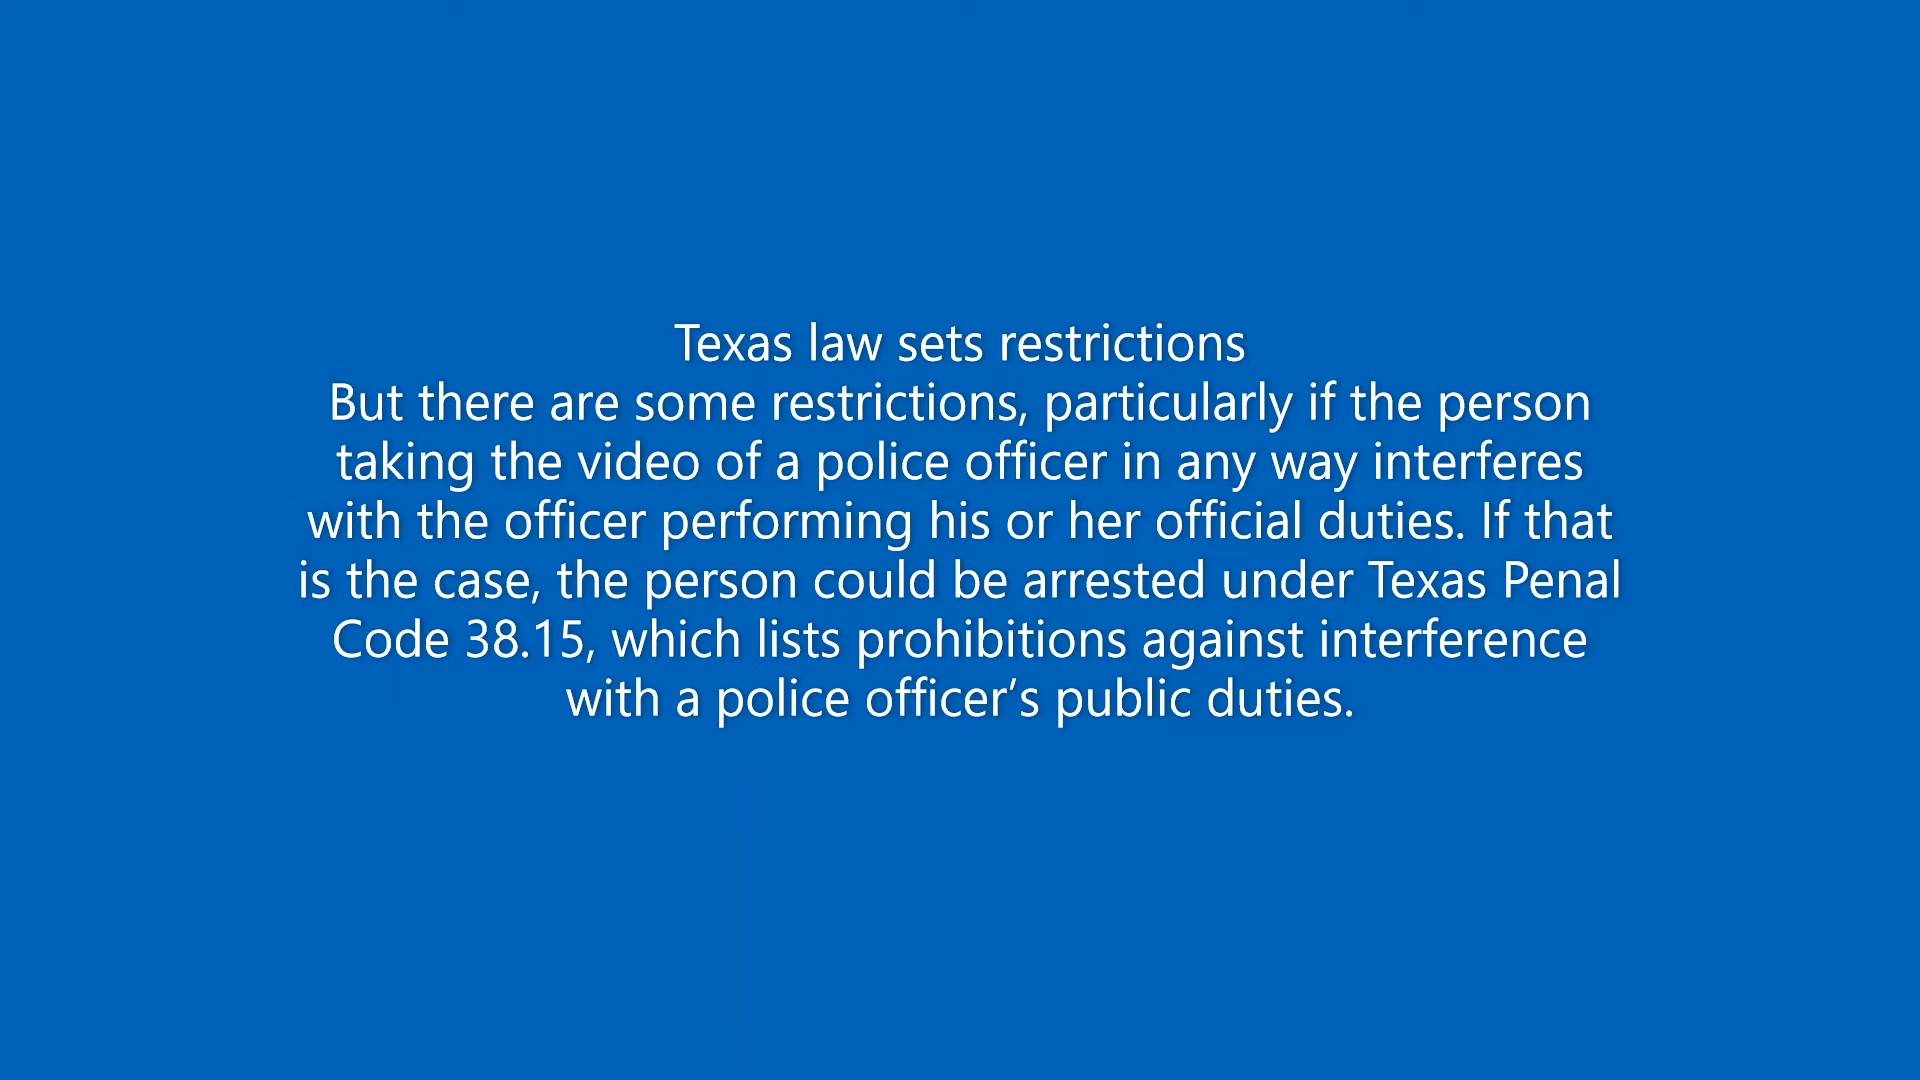 Texas law sets restrictions
But there are some restrictions, particularly if the person
taking the video of a police officer in any way interferes
with the officer performing his or her official duties. If that
is the case, the person could be arrested under Texas Penal
Code 38.15, which lists prohibitions against interference
with a police officer’s public duties.